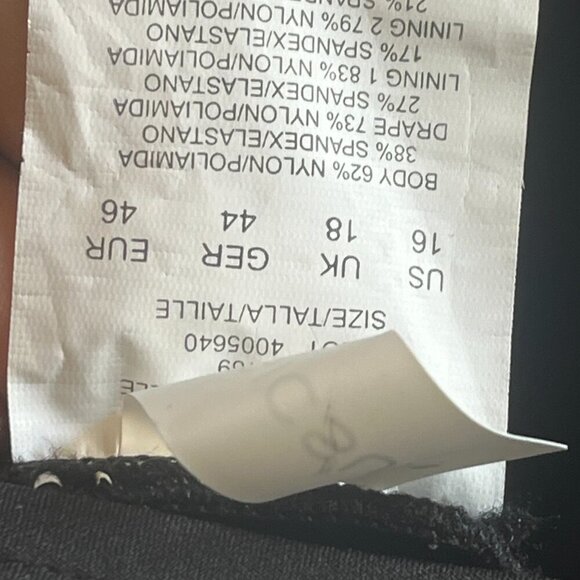 4005640
SIZE/TALLA/TAILLE
US UK GER EUR
16 18 44 46
BODY 62% NYLON/POLIAMIDA
38% SPANDEX/ELASTANO
DRAPE 73% NYLON/POLIAMIDA
27% SPANDEX/ELASTANO
LINING 1 83% NYLON/POLIAMIDA
17% SPANDEX/ELASTANO
LINING 2 79% NYLON/POLIAMIDA
21%